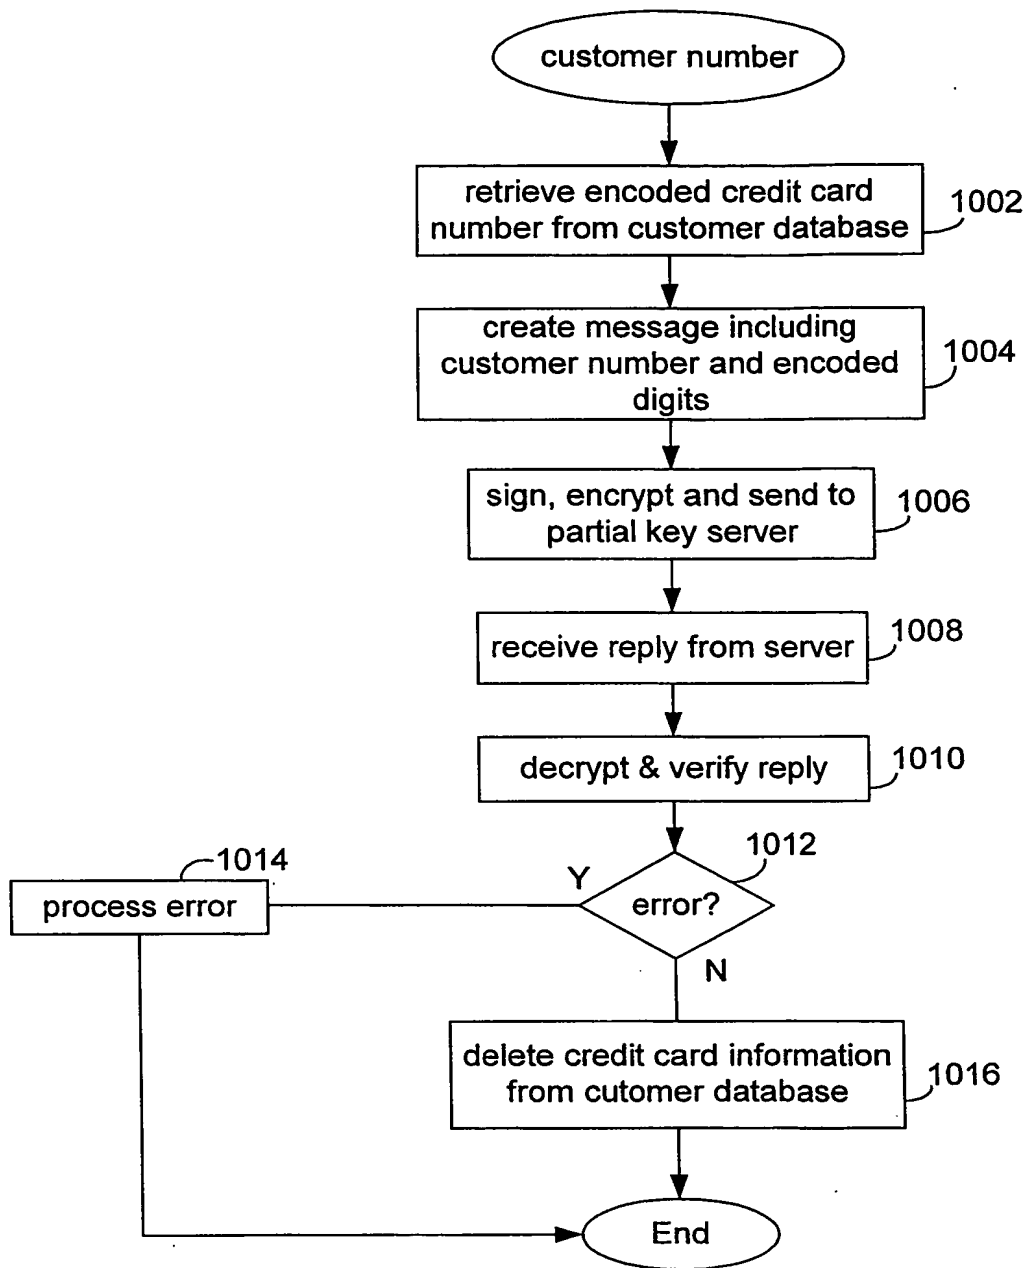 customer number
retrieve encoded credit card
number from customer database
1002
create message including
customer number and encoded
digits
1004
sign, encrypt and send to
partial key server
1006
receive reply from server
1008
decrypt & verify reply
1010
1012
error?
Y
N
1014
process error
delete credit card information
from cutomer database
1016
End